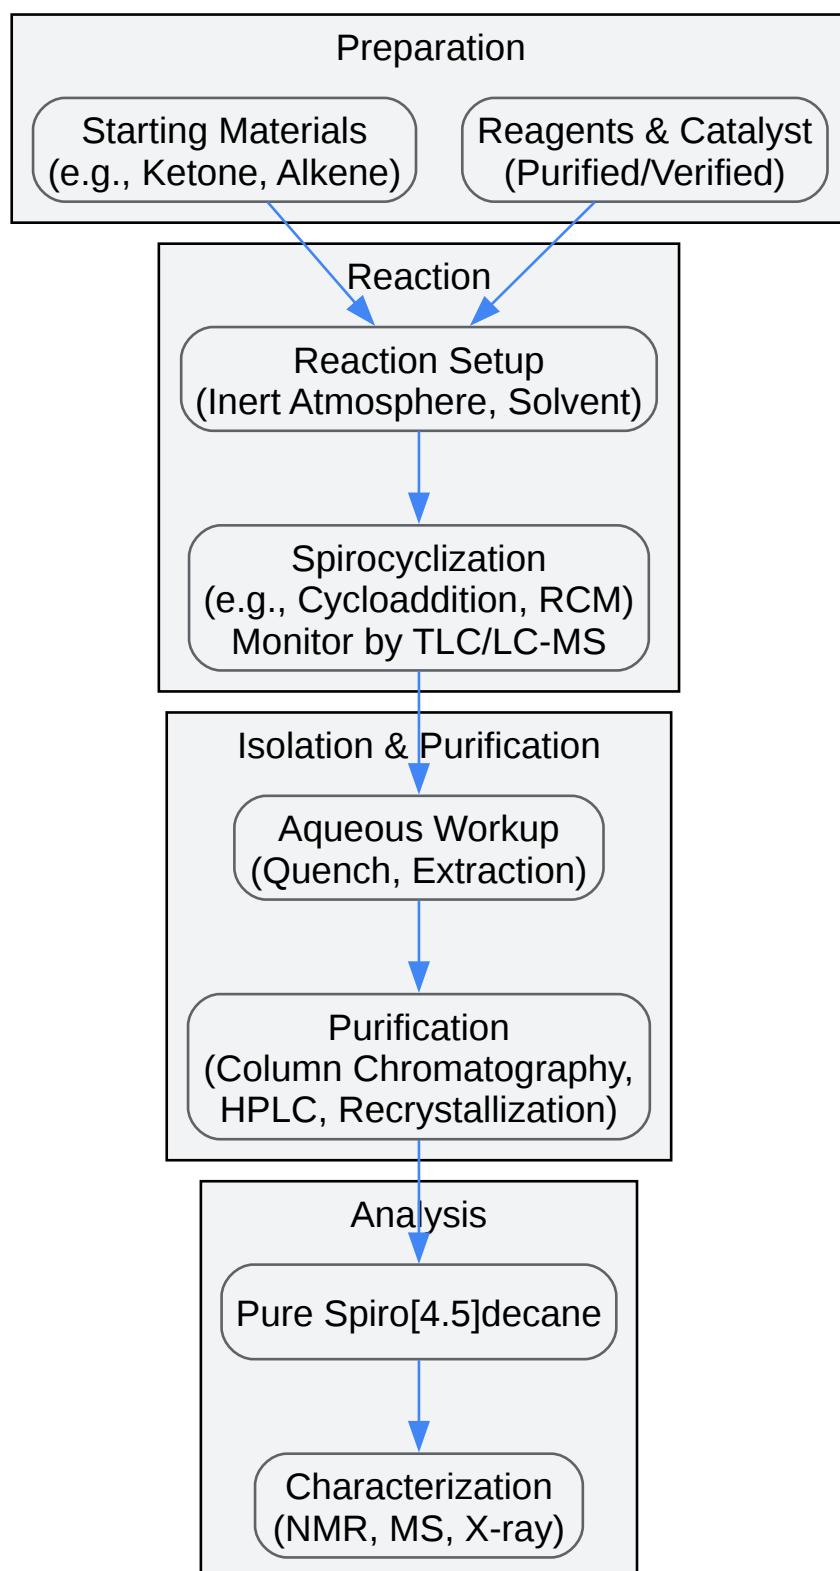 Preparation
Starting Materials
(e.g., Ketone, Alkene)
Reagents & Catalyst
(Purified/Verified)
Reaction
Reaction Setup
(Inert Atmosphere, Solvent)
Spirocyclization
(e.g., Cycloaddition, RCM)
Monitor by TLC/LC-MS
Isolation & Purification
Aqueous Workup
(Quench, Extraction)
Purification
(Column Chromatography,
HPLC, Recrystallization)
Analysis
Pure Spiro[4.5]decane
Characterization
(NMR, MS, X-ray)